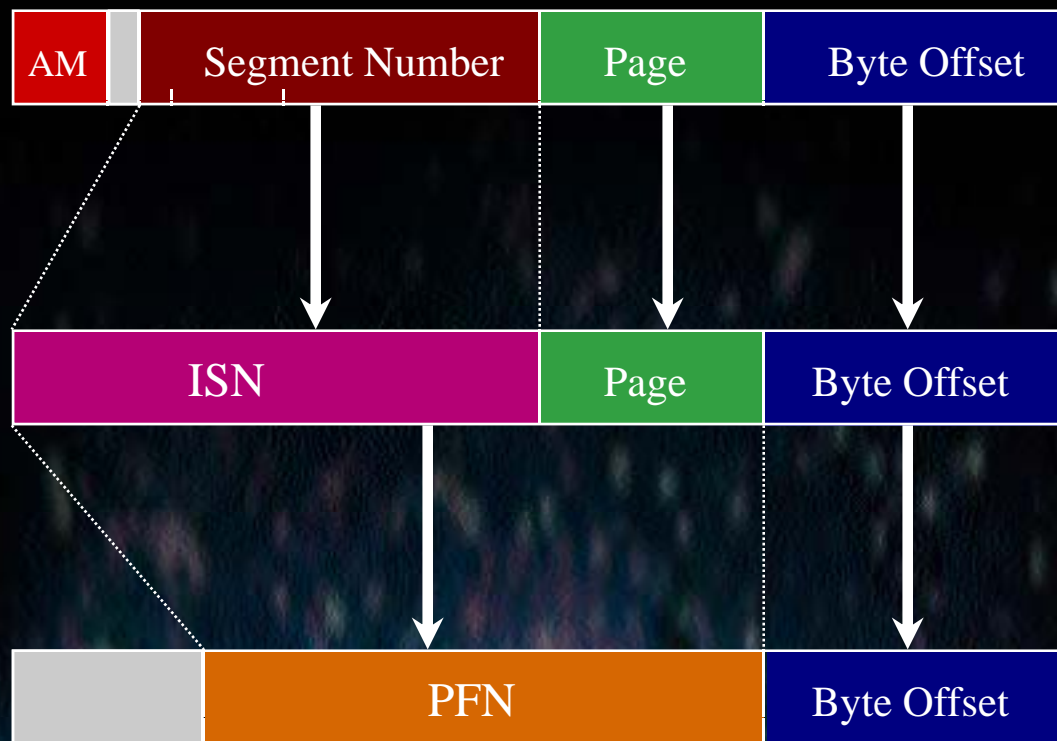 AM Segment Number Page Byte Offset
ISN Page Byte Offset
PFN Byte Offset